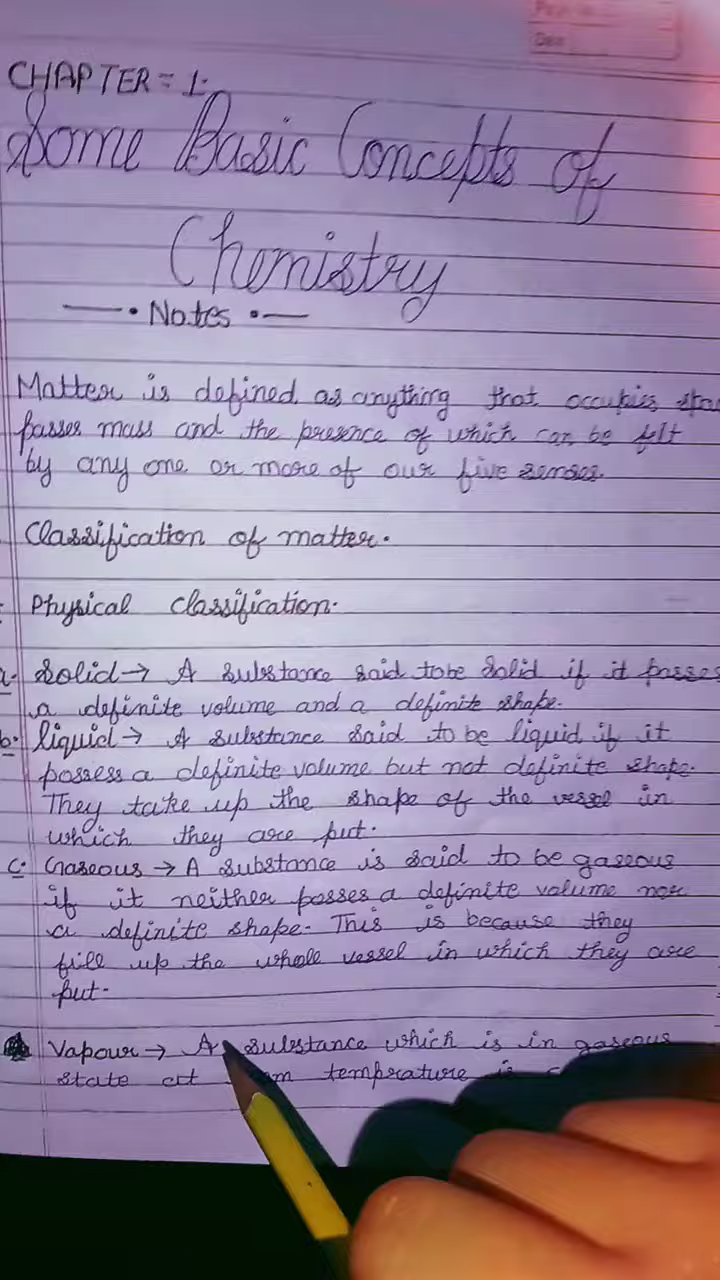 CHAPTER = 1.
Some Basic Concepts of
Chemistry
Notes
Matter is defined as anything that occupies
passes mass and the presence of which can be felt
by any one or more of our five senses.
Classification of matter.
Physical Classification.
a. Solid → A substance said to be Solid if it passes
a definite volume and a definite shape.
b. liquid → A substance said to be liquid if it
possess a definite volume but not definite shape.
They take up the shape of the vessel in
which they are put.
C. Gaseous → A substance is said to be gaseous
if it neither passes a definite volume nor
a definite shape. This is because they
fill up the whole vessel in which they are
put.
Vapour → A substance which is in gaseous
state at temprature is